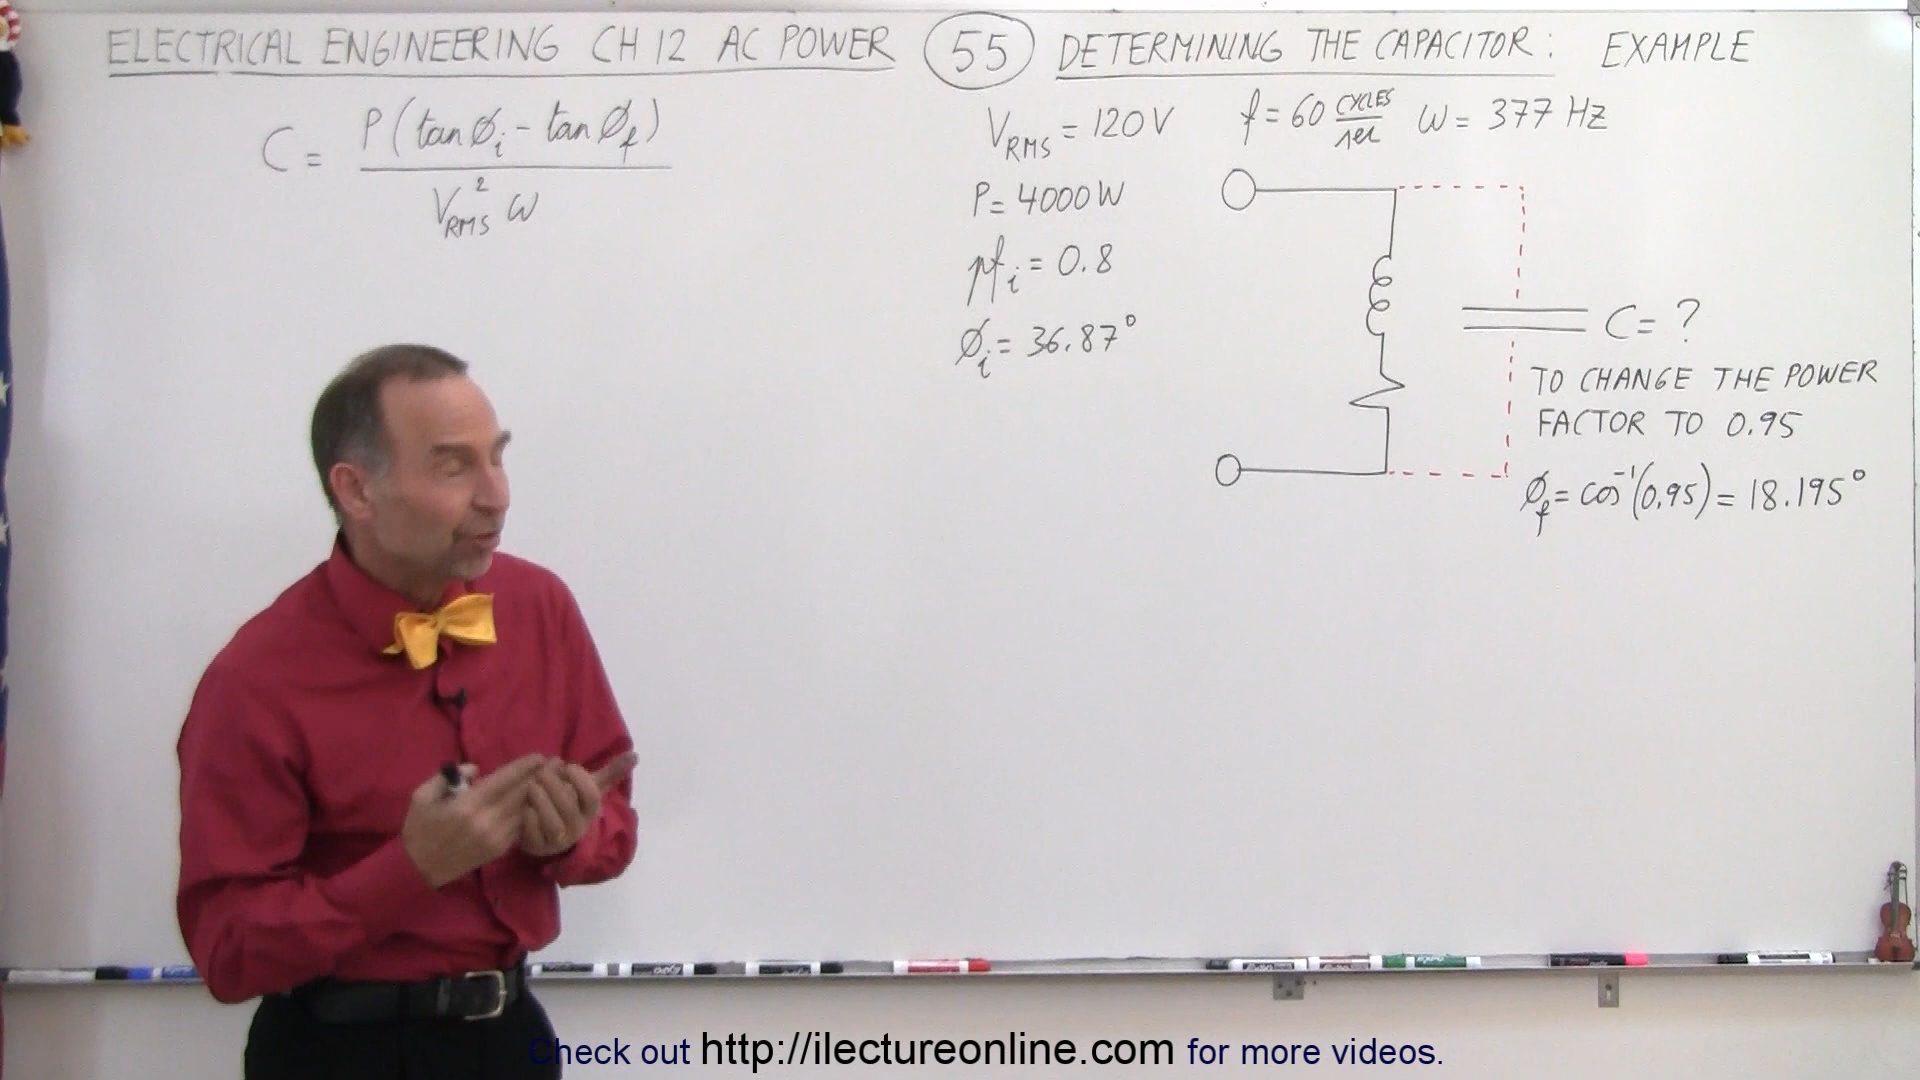 ELECTRICAL ENGINEERING CH 12 AC POWER 55 DETERMINING THE CAPACITOR: EXAMPLE
C = P(tan ϕi - tan ϕf) / V²RMS ω
VRMS = 120V f = 60 CYCLES/sec ω = 377 HZ
P = 4000W
pfi = 0.8
ϕi = 36.87°
C = ?
TO CHANGE THE POWER
FACTOR TO 0.95
ϕf = cos⁻¹(0.95) = 18.195°
Check out http://ilectureonline.com for more videos.